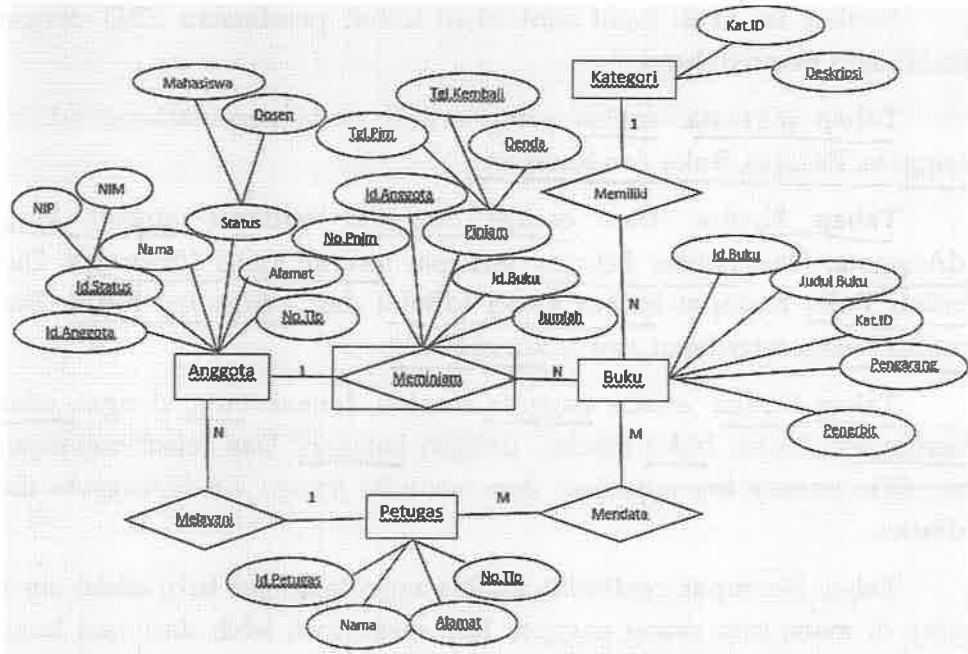 Kat.ID
Kategori
Deskripsi
Mahasiswa
Dosen
Tgl.Kembali
Tgl.Pim
Denda
1
NIP
NIM
Nama
Status
Id.Anggota
Memiliki
No.Pnjm
Pinjam
Id.Status
Alamat
Id.Buku
Id.Buku
Judul Buku
Id.Anggota
No.Tlp
Jumlah
N
Kat.ID
Anggota
1
Meminjam
N
Buku
Pengarang
N
M
Penerbit
Melayani
1
Petugas
M
Mendata
Id.Petugas
No.Tlp
Nama
Alamat